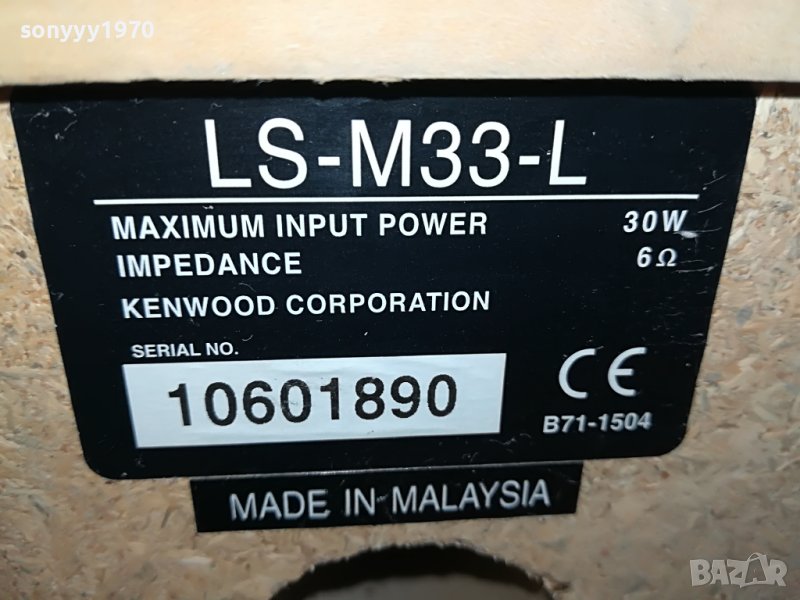 sonyyy1970
LS-M33-L
MAXIMUM INPUT POWER 30W
IMPEDANCE 6Ω
KENWOOD CORPORATION
SERIAL NO.
10601890
CE
B71-1504
MADE IN MALAYSIA
BAZAR